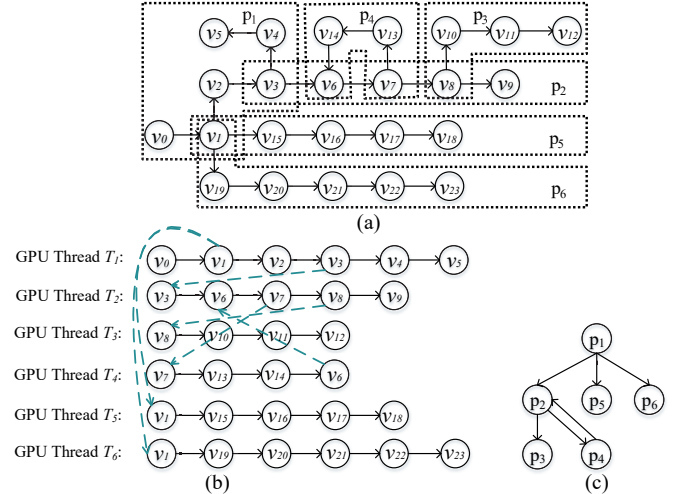 v5 v4 p1 v14 p4 v13 v10 p3 v11 v12
v2 v3 v6 v7 v8 v9
p2
v0 v1 v15 v16 v17 v18 p5
v19 v20 v21 v22 v23 p6
(a)
GPU Thread T1: v0 v1 v2 v3 v4 v5
GPU Thread T2: v3 v6 v7 v8 v9
GPU Thread T3: v8 v10 v11 v12
GPU Thread T4: v7 v13 v14 v6
GPU Thread T5: v1 v15 v16 v17 v18
GPU Thread T6: v1 v19 v20 v21 v22 v23
(b)
p1
p2 p5 p6
p3 p4
(c)